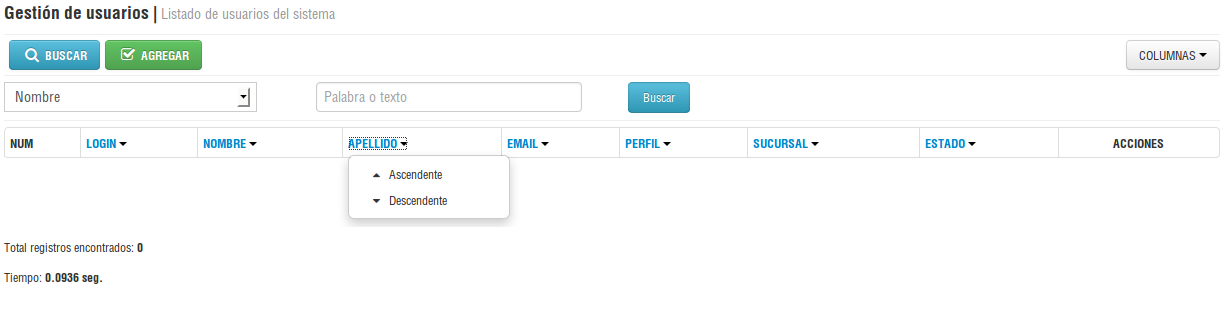 Gestión de usuarios | Listado de usuarios del sistema
BUSCAR AGREGAR COLUMNAS
Nombre Palabra o texto Buscar
NUM LOGIN NOMBRE APELLIDO EMAIL PERFIL SUCURSAL ESTADO ACCIONES
Ascendente
Descendente
Total registros encontrados: 0
Tiempo: 0.0936 seg.